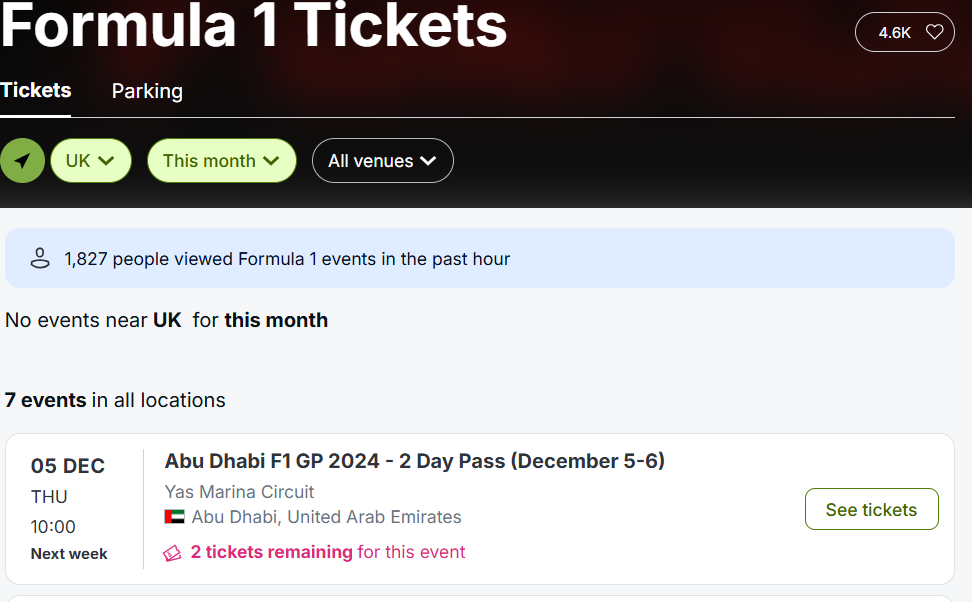 Formula 1 Tickets
4.6K
Tickets
Parking
UK
This month
All venues
1,827 people viewed Formula 1 events in the past hour
No events near UK for this month
7 events in all locations
05 DEC
THU
10:00
Next week
Abu Dhabi F1 GP 2024 - 2 Day Pass (December 5-6)
Yas Marina Circuit
Abu Dhabi, United Arab Emirates
2 tickets remaining for this event
See tickets